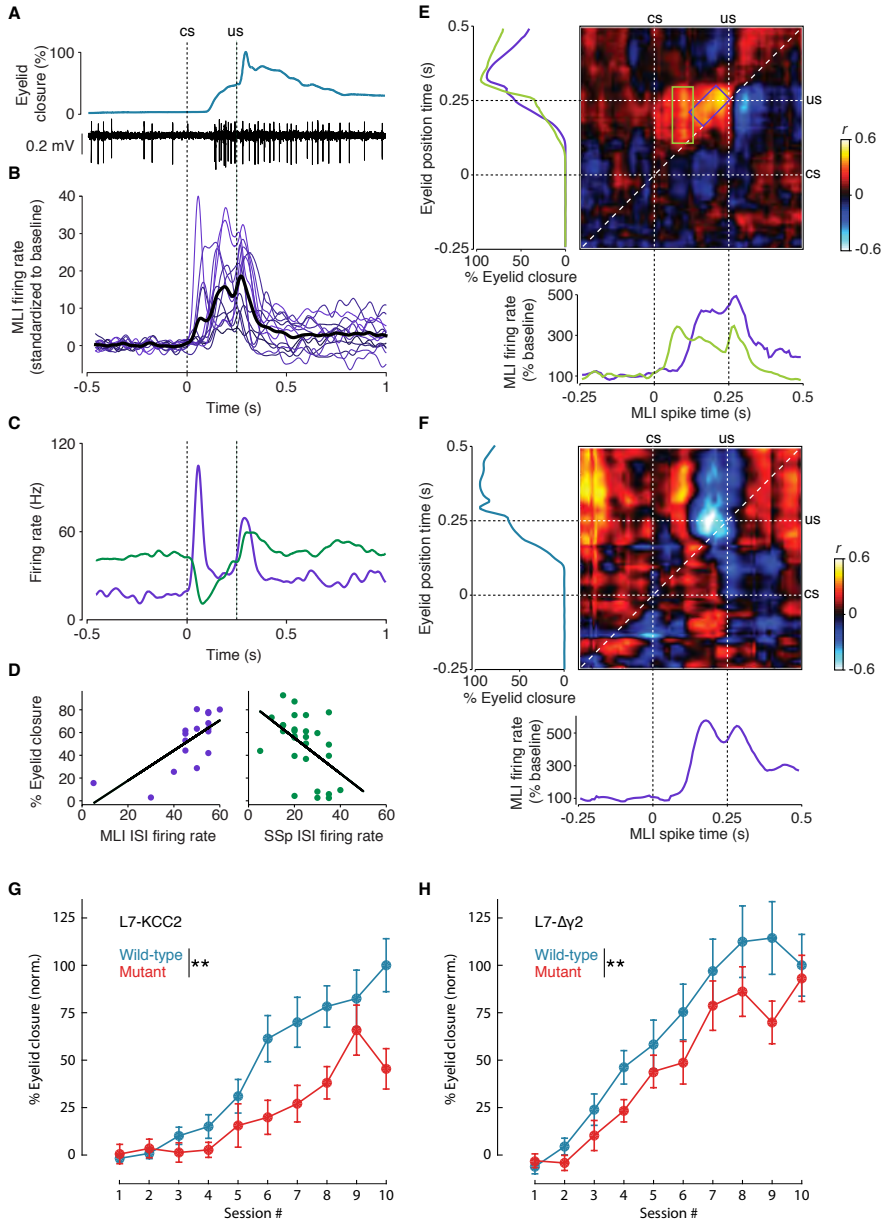 A
cs
us
Eyelid
closure (%)
100
50
0
0.2 mV
B
MLI firing rate
(standardized to baseline)
40
30
20
10
0
-0.5
0
0.5
1
Time (s)
C
Firing rate (Hz)
120
60
0
-0.5
0
0.5
1
Time (s)
D
% Eyelid closure
80
60
40
20
0
0
20
40
60
MLI ISI firing rate
0
20
40
60
SSp ISI firing rate
E
cs
us
Eyelid position time (s)
0.5
0.25
0
-0.25
100
0
% Eyelid closure
us
cs
r
0.6
0
-0.6
MLI firing rate
(% baseline)
500
300
100
-0.25
0
0.25
0.5
MLI spike time (s)
F
cs
us
Eyelid position time (s)
0.5
0.25
0
-0.25
100
0
% Eyelid closure
us
cs
r
0.6
0
-0.6
MLI firing rate
(% baseline)
500
300
100
-0.25
0
0.25
0.5
MLI spike time (s)
G
L7-KCC2
Wild-type
Mutant
**
% Eyelid closure (norm.)
125
100
75
50
25
0
1 2 3 4 5 6 7 8 9 10
Session #
H
L7-Δγ2
Wild-type
Mutant
**
% Eyelid closure (norm.)
125
100
75
50
25
0
1 2 3 4 5 6 7 8 9 10
Session #